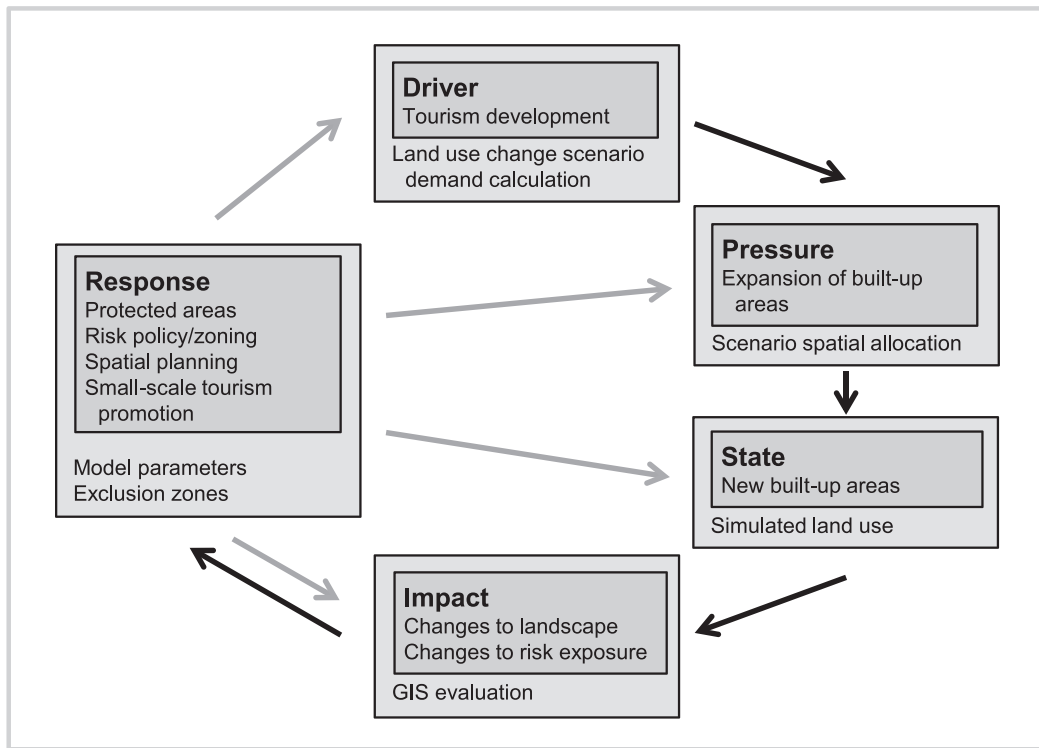 Driver
Tourism development
Land use change scenario
demand calculation
Pressure
Expansion of built-up
areas
Scenario spatial allocation
Response
Protected areas
Risk policy/zoning
Spatial planning
Small-scale tourism
promotion
Model parameters
Exclusion zones
State
New built-up areas
Simulated land use
Impact
Changes to landscape
Changes to risk exposure
GIS evaluation